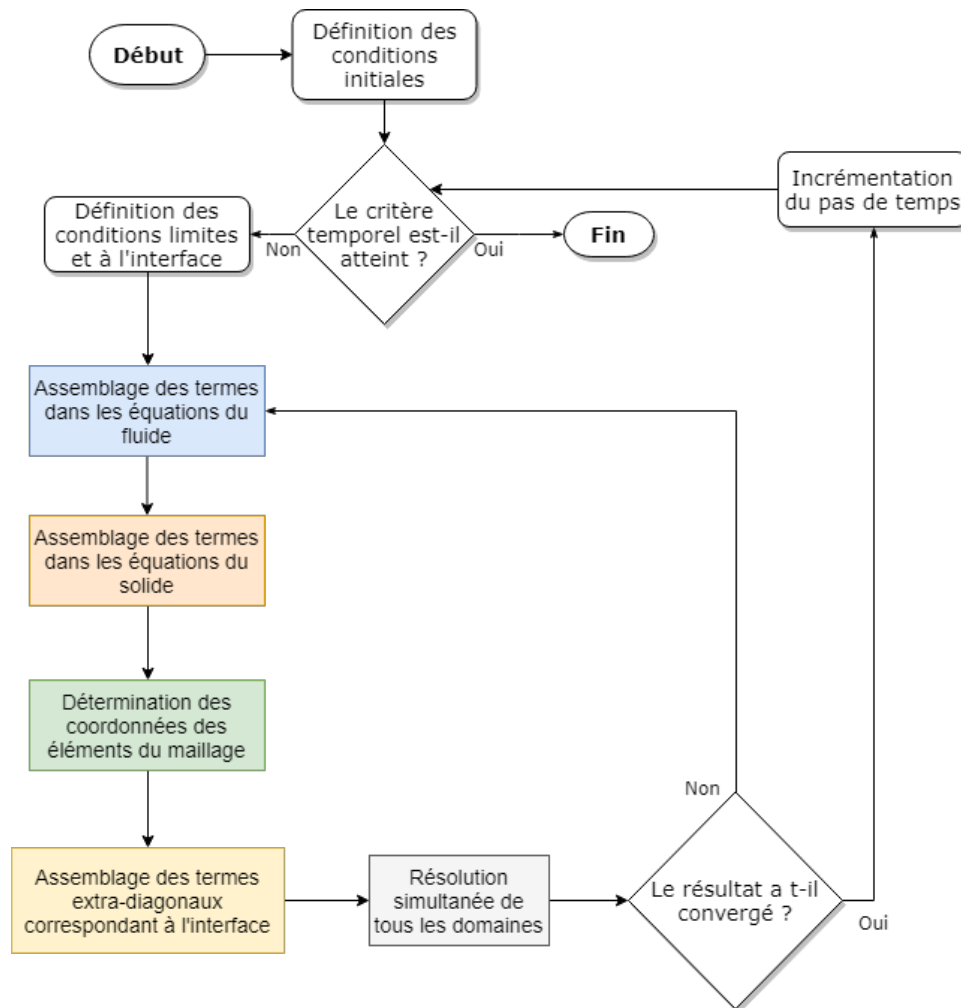 Début
Définition des
conditions
initiales
Le critère
temporel est-il
atteint ?
Non
Oui
Fin
Incrémentation
du pas de temps
Définition des
conditions limites
et à l'interface
Assemblage des termes
dans les équations du
fluide
Assemblage des termes
dans les équations du
solide
Détermination des
coordonnées des
éléments du maillage
Assemblage des termes
extra-diagonaux
correspondant à l'interface
Résolution
simultanée de
tous les domaines
Le résultat a t-il
convergé ?
Non
Oui